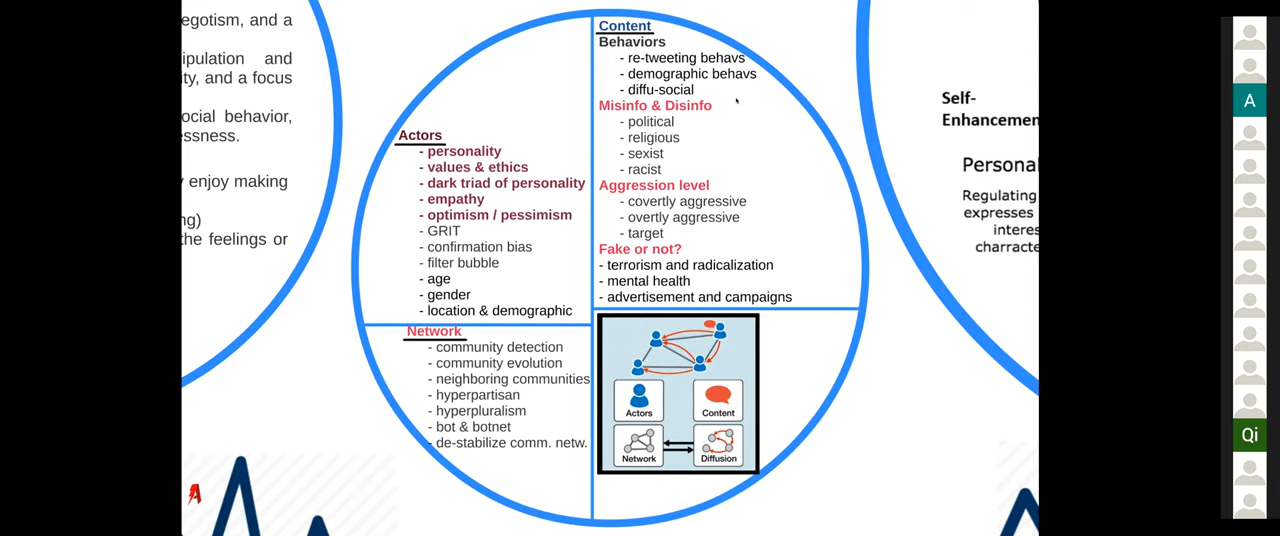 egotism, and a
ipulation and
ity, and a focus
ocial behavior,
essness.
y enjoy making
ng)
the feelings or
Actors
- personality
- values & ethics
- dark triad of personality
- empathy
- optimism / pessimism
- GRIT
- confirmation bias
- filter bubble
- age
- gender
- location & demographic
Network
- community detection
- community evolution
- neighboring communities
- hyperpartisan
- hyperpluralism
- bot & botnet
- de-stabilize comm. netw.
Content
Behaviors
- re-tweeting behavs
- demographic behavs
- diffu-social
Misinfo & Disinfo
- political
- religious
- sexist
- racist
Aggression level
- covertly aggressive
- overtly aggressive
- target
Fake or not?
- terrorism and radicalization
- mental health
- advertisement and campaigns
Actors
Content
Network
Diffusion
Self-
Enhancemen
Personal
Regulating
expresses
interes
characte
A
Qi
A